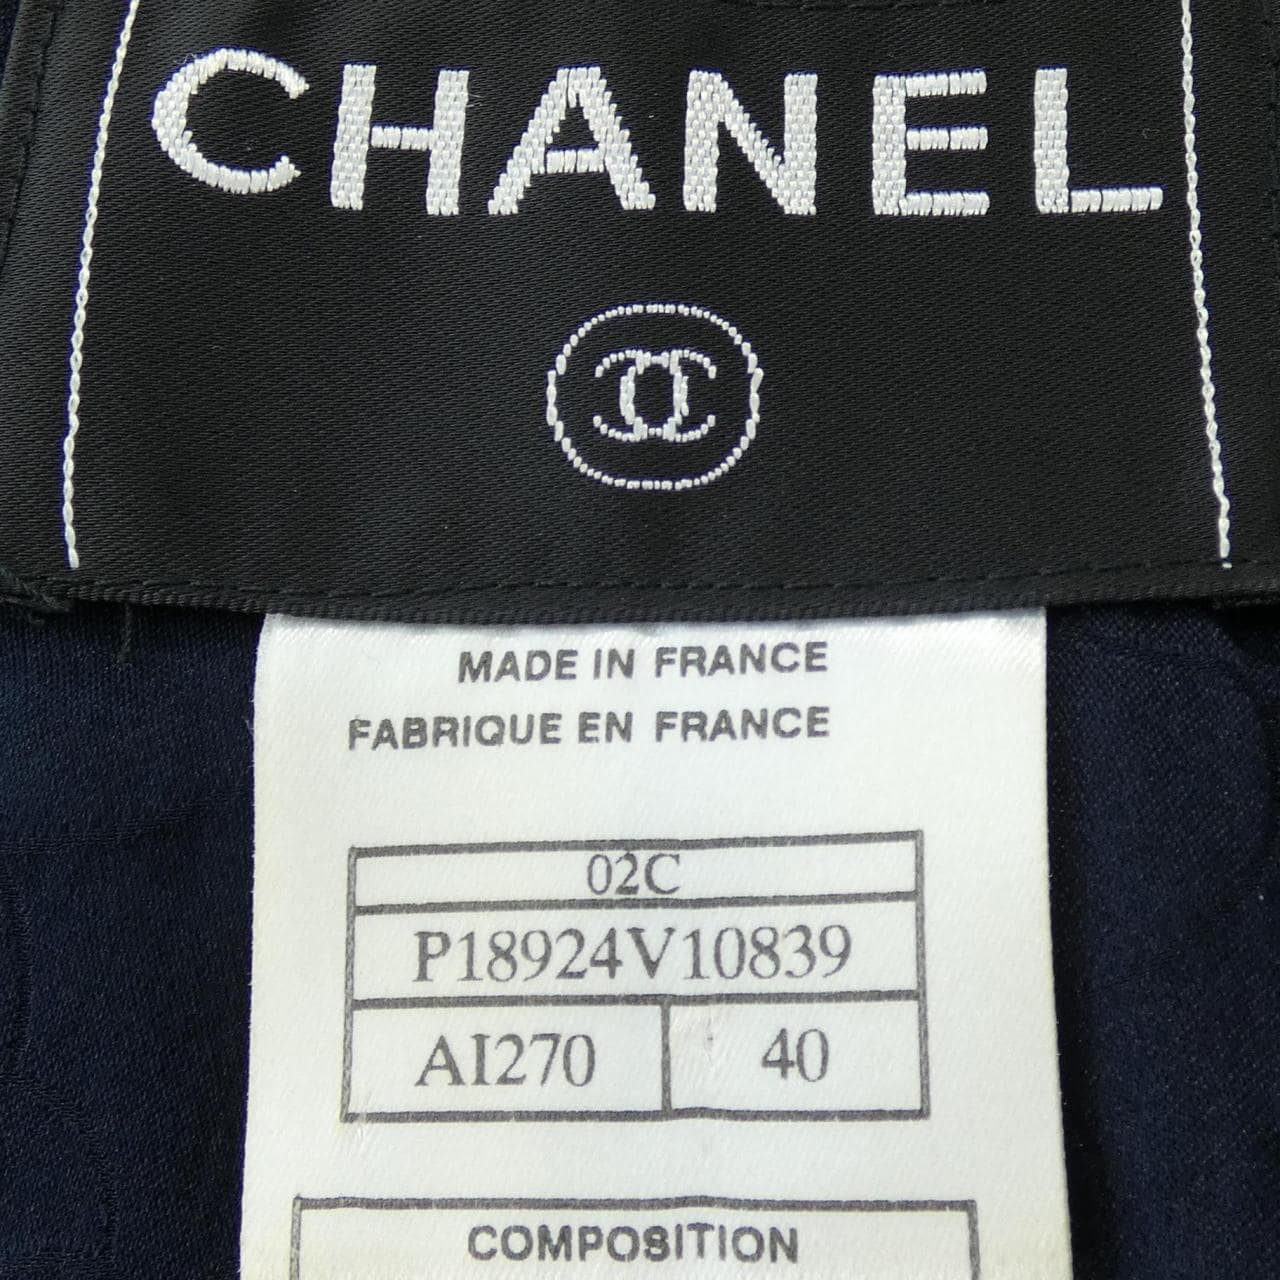 CHANEL
MADE IN FRANCE
FABRIQUE EN FRANCE
02C
P18924V10839
AI270 40
COMPOSITION